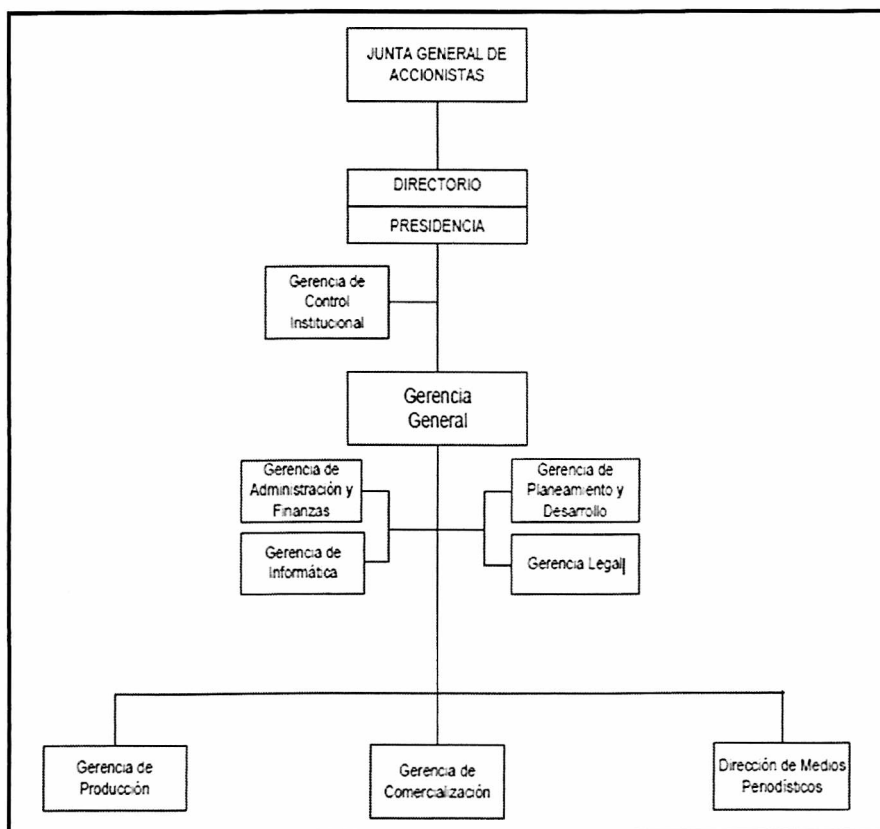 JUNTA GENERAL DE
ACCIONISTAS
DIRECTORIO
PRESIDENCIA
Gerencia de
Control
Institucional
Gerencia
General
Gerencia de
Administración y
Finanzas
Gerencia de
Planeamiento y
Desarrollo
Gerencia de
Informática
Gerencia Legal
Gerencia de
Producción
Gerencia de
Comercialización
Dirección de Medios
Periodísticos